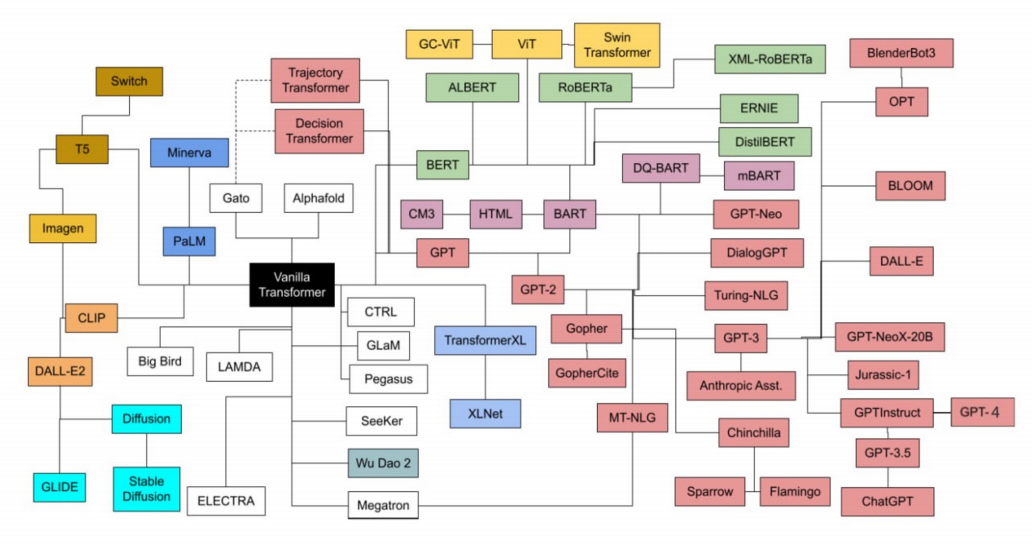 GC-ViT
ViT
Swin
Transformer
BlenderBot3
Trajectory
Transformer
XML-RoBERTa
Switch
ALBERT
RoBERTa
OPT
ERNIE
Decision
Transformer
DistilBERT
T5
Minerva
BERT
DQ-BART
mBART
BLOOM
Gato
Alphafold
CM3
HTML
BART
GPT-Neo
Imagen
PaLM
GPT
DialogGPT
DALL-E
Vanilla
Transformer
GPT-2
Turing-NLG
CLIP
CTRL
TransformerXL
Gopher
GPT-3
GPT-NeoX-20B
Big Bird
LAMDA
GLaM
DALL-E2
Pegasus
GopherCite
Anthropic Asst.
Jurassic-1
Diffusion
SeeKer
XLNet
MT-NLG
Chinchilla
GPTInstruct
GPT-4
Wu Dao 2
GPT-3.5
GLIDE
Stable
Diffusion
ELECTRA
Megatron
Sparrow
Flamingo
ChatGPT